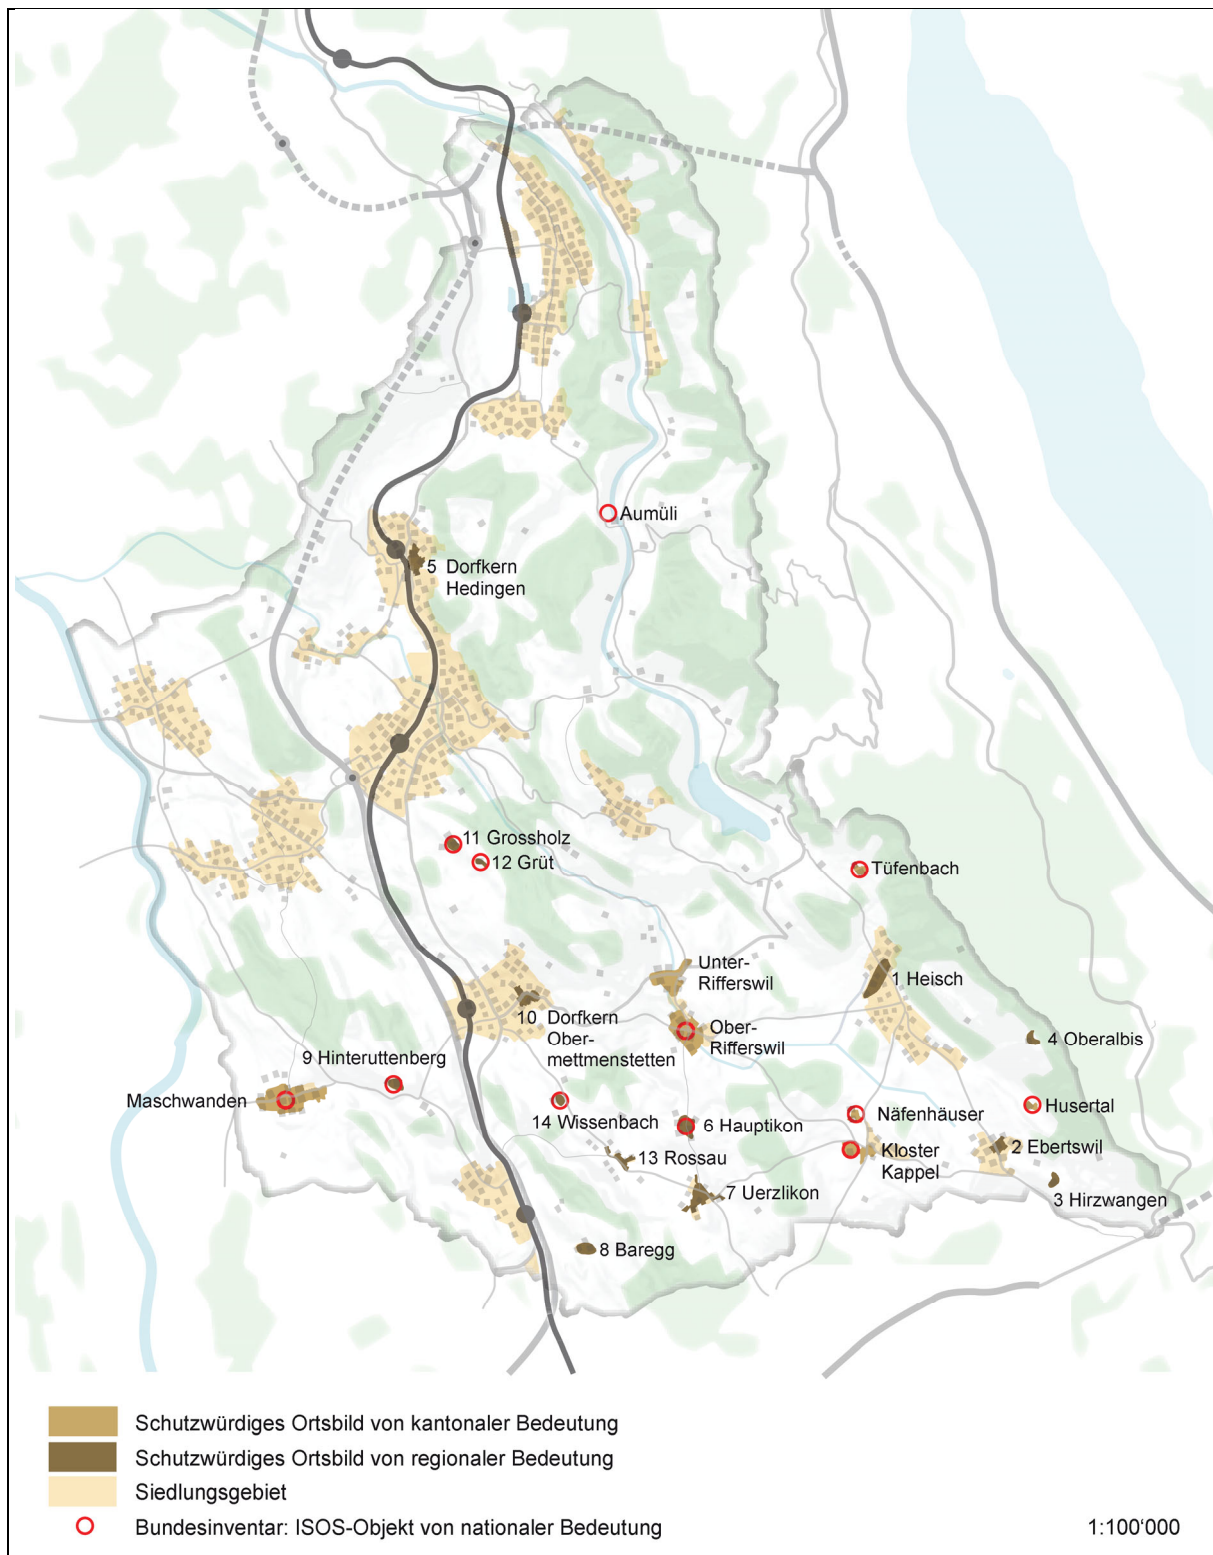 Aumüli
5 Dorfkern
Hedingen
11 Grossholz
12 Grüt
Tüfenbach
Unter-
Rifferswil
1 Heisch
10 Dorfkern
Ober-
mettmenstetten
Ober-
Rifferswil
4 Oberalbis
9 Hinteruttenberg
Maschwanden
14 Wissenbach
6 Hauptikon
Näfenhäuser
Husertal
13 Rossau
Kloster
Kappel
2 Ebertswil
7 Uerzlikon
3 Hirzwangen
8 Baregg
Schutzwürdiges Ortsbild von kantonaler Bedeutung
Schutzwürdiges Ortsbild von regionaler Bedeutung
Siedlungsgebiet
Bundesinventar: ISOS-Objekt von nationaler Bedeutung
1:100'000